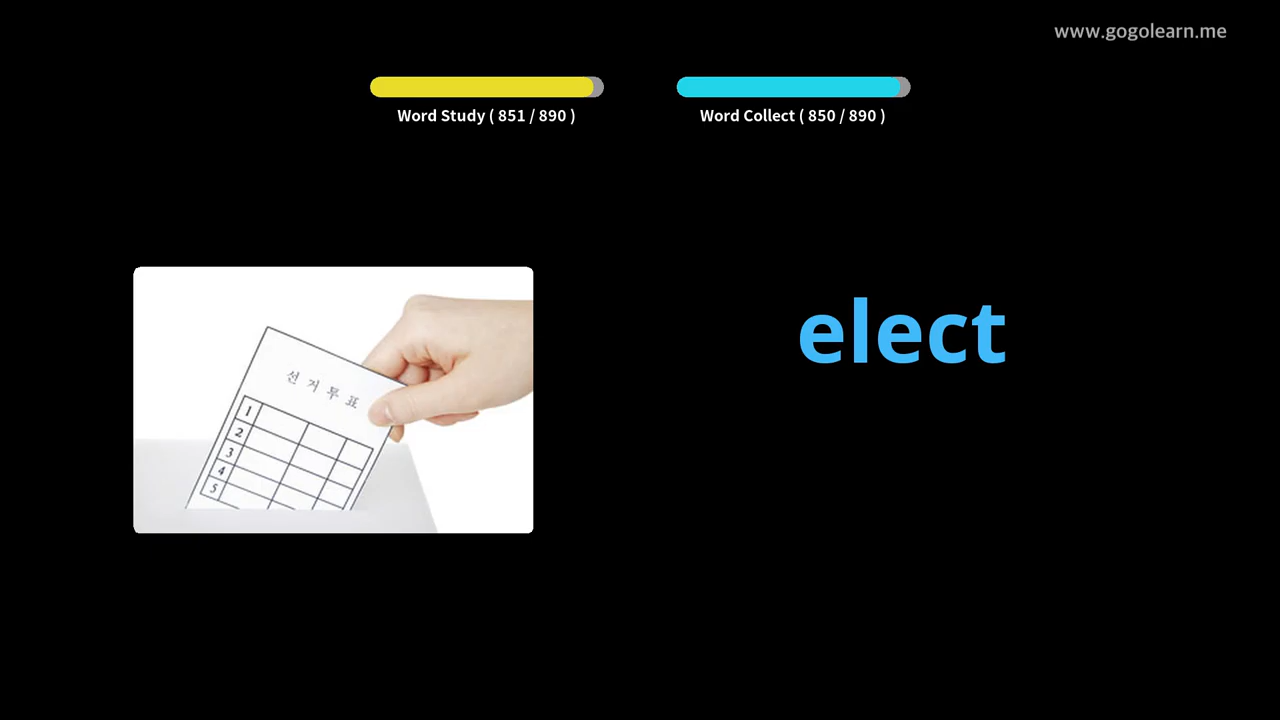 www.gogolearn.me
Word Study ( 851 / 890 )
Word Collect ( 850 / 890 )
선 거 투 표
1
2
3
4
5
elect